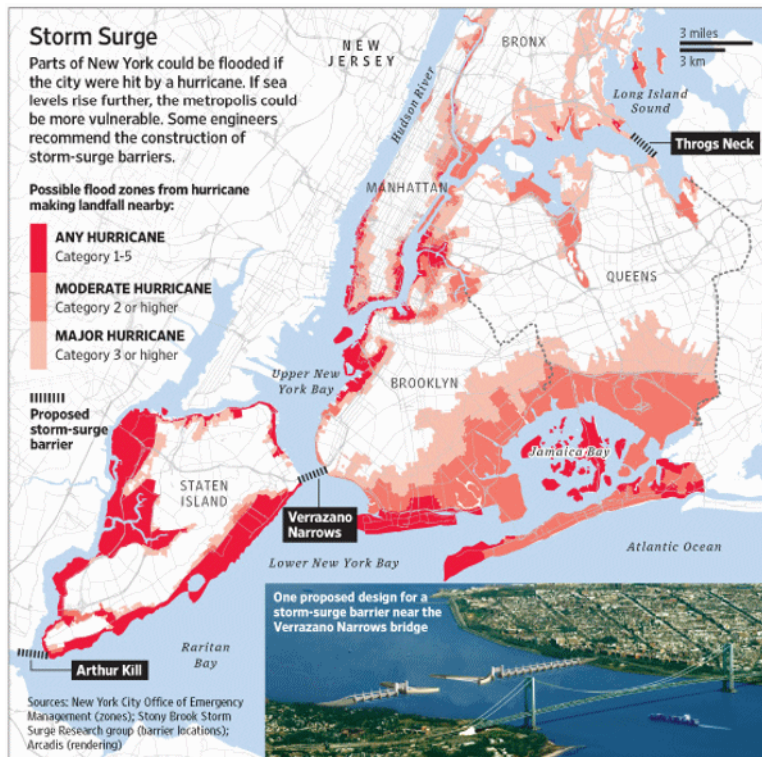 Storm Surge
Parts of New York could be flooded if
the city were hit by a hurricane. If sea
levels rise further, the metropolis could
be more vulnerable. Some engineers
recommend the construction of
storm-surge barriers.
Possible flood zones from hurricane
making landfall nearby:
ANY HURRICANE
Category 1-5
MODERATE HURRICANE
Category 2 or higher
MAJOR HURRICANE
Category 3 or higher
Proposed
storm-surge
barrier
NEW
JERSEY
Hudson River
BRONX
3 miles
3 km
Long Island
Sound
Throgs Neck
MANHATTAN
QUEENS
Upper New
York Bay
BROOKLYN
Jamaica Bay
STATEN
ISLAND
Verrazano
Narrows
Lower New York Bay
Atlantic Ocean
Raritan
Bay
Arthur Kill
One proposed design for a
storm-surge barrier near the
Verrazano Narrows bridge
Sources: New York City Office of Emergency
Management (zones); Stony Brook Storm
Surge Research group (barrier locations);
Arcadis (rendering)